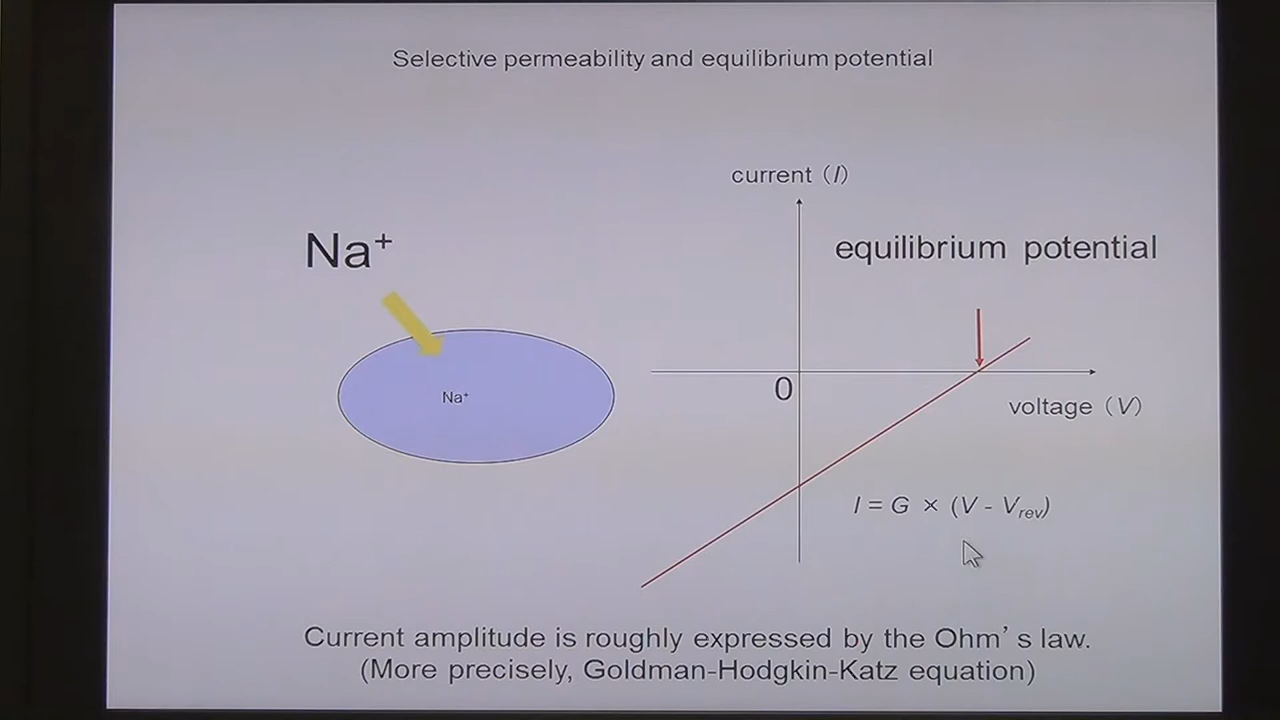 Selective permeability and equilibrium potential
current（I）
Na⁺
equilibrium potential
Na⁺
0
voltage（V）
I = G × (V - Vrev)
Current amplitude is roughly expressed by the Ohm’s law.
(More precisely, Goldman-Hodgkin-Katz equation)